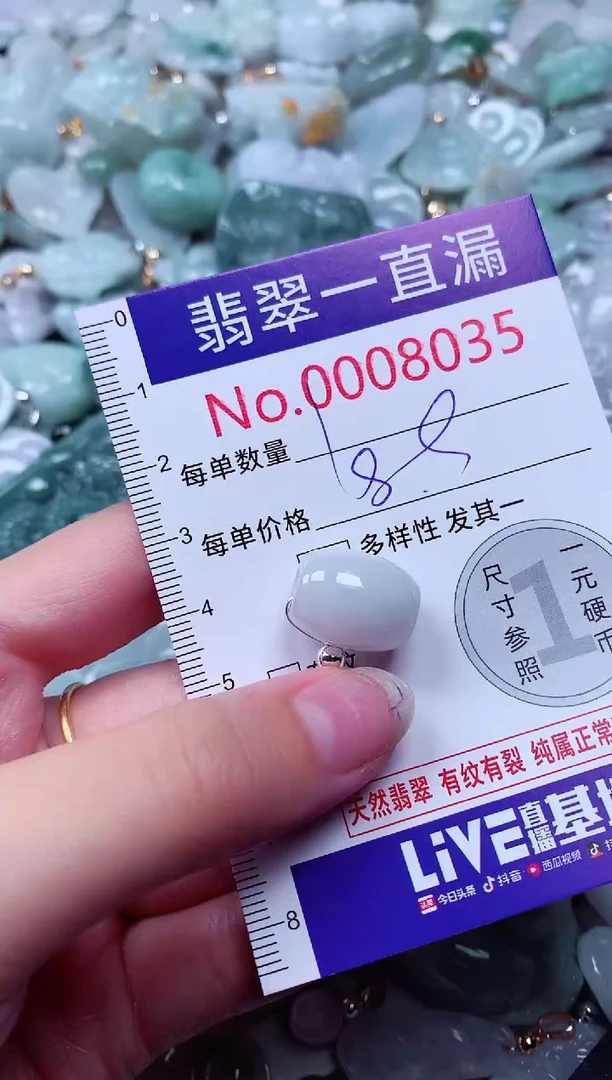 翡翠一直漏
No.0008035
每单数量
每单价格
多样性 发其一
尺寸参照
1
一元硬币
天然翡翠 有纹有裂 纯属正常
LiVE直播基
今日头条 抖音 西瓜视频
0
1
2
3
4
5
8